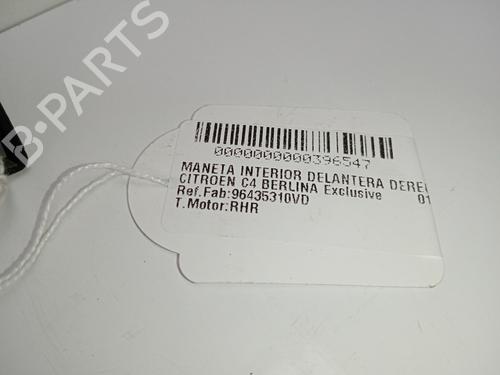 B-PARTS
0000000000396547
MANETA INTERIOR DELANTERA DEREC
CITROEN C4 BERLINA Exclusive 01
Ref.Fab:96435310VD
T.Motor:RHR